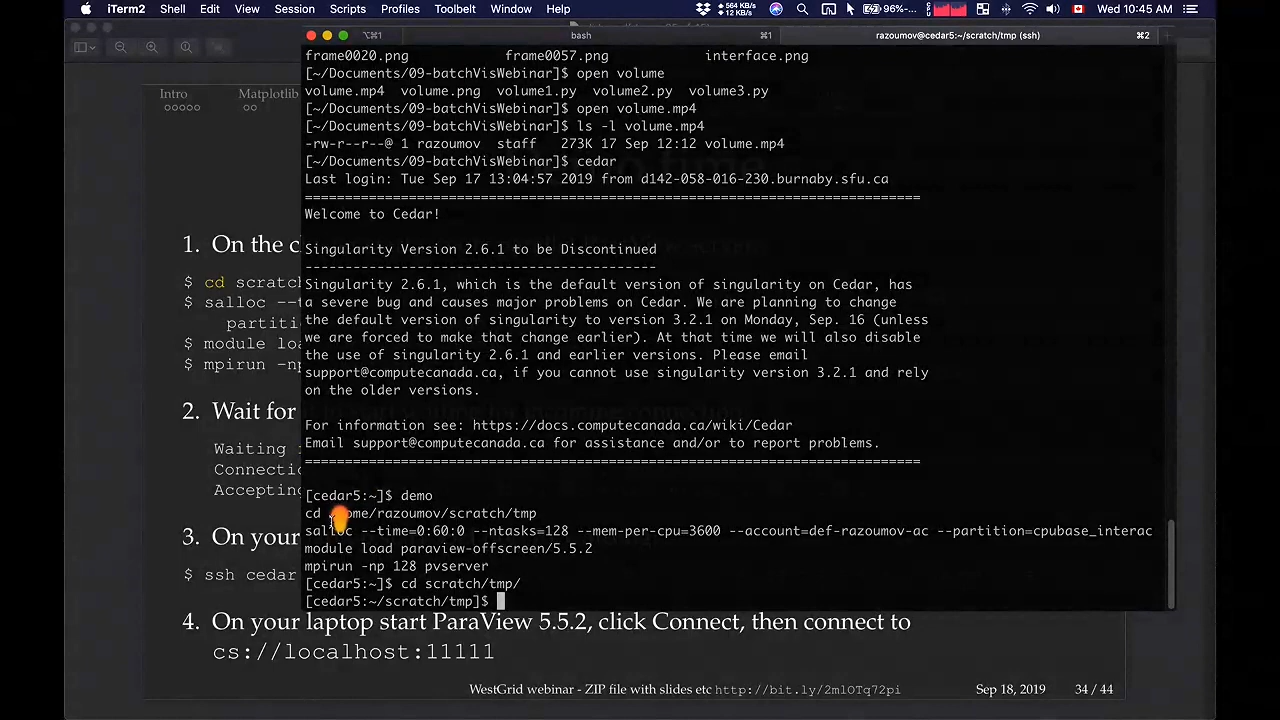 iTerm2 Shell Edit View Session Scripts Profiles Toolbelt Window Help 564 KB/s 12 KB/s 96% Wed 10:45 AM
⌥⌘1 bash ⌘1 razoumov@cedar5:~/scratch/tmp (ssh) ⌘2
frame0020.png frame0057.png interface.png
[~/Documents/09-batchVisWebinar]$ open volume
volume.mp4 volume.png volume1.py volume2.py volume3.py
[~/Documents/09-batchVisWebinar]$ open volume.mp4
[~/Documents/09-batchVisWebinar]$ ls -l volume.mp4
-rw-r--r--@ 1 razoumov staff 273K 17 Sep 12:12 volume.mp4
[~/Documents/09-batchVisWebinar]$ cedar
Last login: Tue Sep 17 13:04:57 2019 from d142-058-016-230.burnaby.sfu.ca
================================================================================
Welcome to Cedar!
Singularity Version 2.6.1 to be Discontinued
---------------------------------------------
Singularity 2.6.1, which is the default version of singularity on Cedar, has
a severe bug and causes major problems on Cedar. We are planning to change
the default version of singularity to version 3.2.1 on Monday, Sep. 16 (unless
we are forced to make that change earlier). At that time we will also disable
the use of singularity 2.6.1 and earlier versions. Please email
support@computecanada.ca, if you cannot use singularity version 3.2.1 and rely
on the older versions.
For information see: https://docs.computecanada.ca/wiki/Cedar
Email support@computecanada.ca for assistance and/or to report problems.
================================================================================
[cedar5:~]$ demo
cd /home/razoumov/scratch/tmp
salloc --time=0:60:0 --ntasks=128 --mem-per-cpu=3600 --account=def-razoumov-ac --partition=cpubase_interac
module load paraview-offscreen/5.5.2
mpirun -np 128 pvserver
[cedar5:~]$ cd scratch/tmp/
[cedar5:~/scratch/tmp]$
Intro Matplotlib
1. On the c
$ cd scratch
$ salloc --t
partitio
$ module loa
$ mpirun -np
2. Wait for
Waiting
Connectio
Accepting
3. On your
$ ssh cedar
4. On your laptop start ParaView 5.5.2, click Connect, then connect to
cs://localhost:11111
WestGrid webinar - ZIP file with slides etc http://bit.ly/2mlOTq72pi Sep 18, 2019 34 / 44